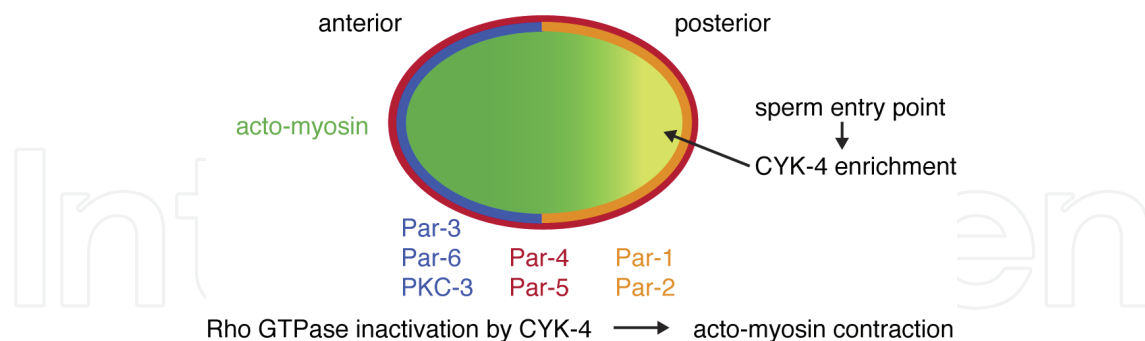 anterior
posterior
sperm entry point
acto-myosin
CYK-4 enrichment
Par-3
Par-6
Par-4
Par-1
PKC-3
Par-5
Par-2
Rho GTPase inactivation by CYK-4
acto-myosin contraction